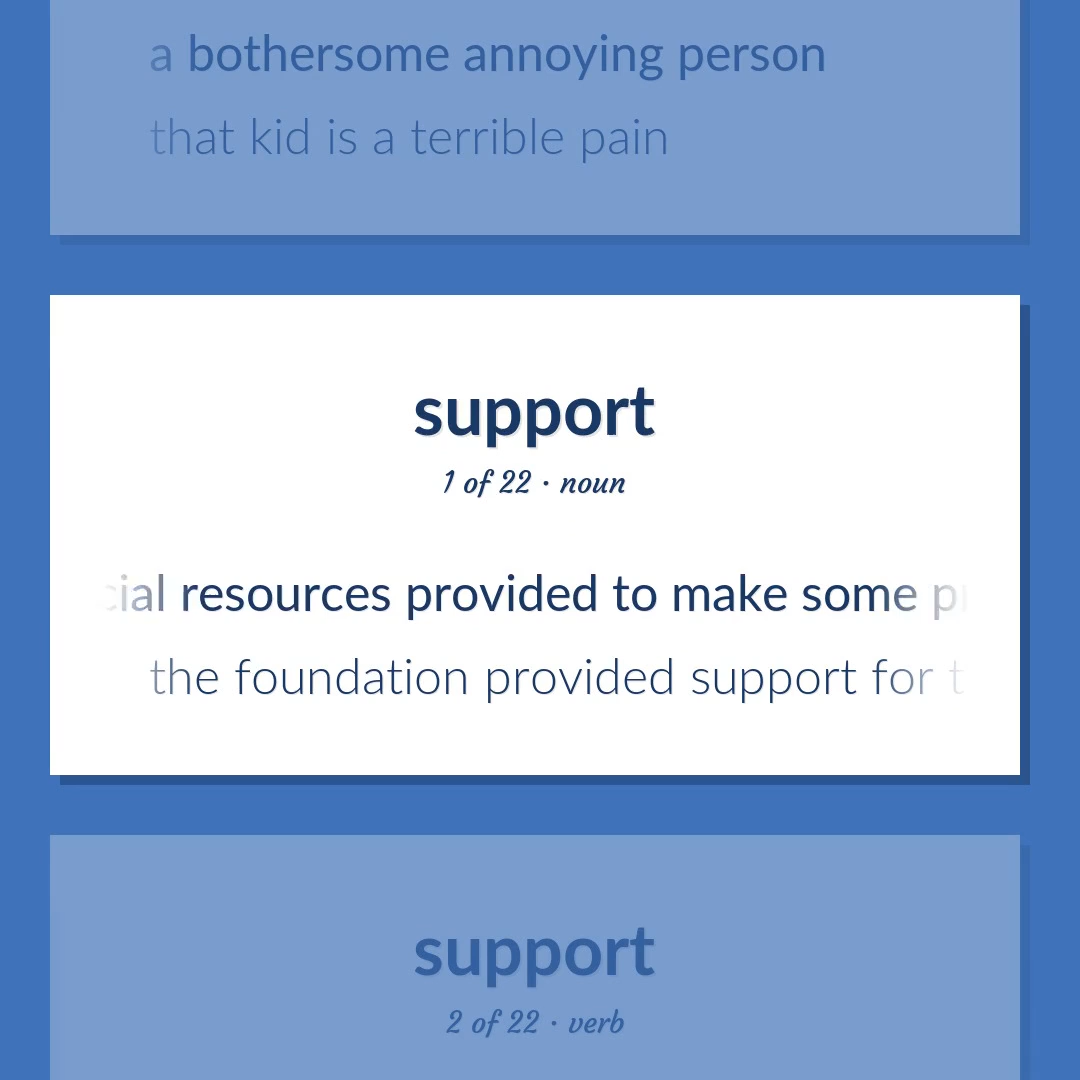 a bothersome annoying person
that kid is a terrible pain
support
1 of 22 · noun
cial resources provided to make some pr
the foundation provided support for t
support
2 of 22 · verb